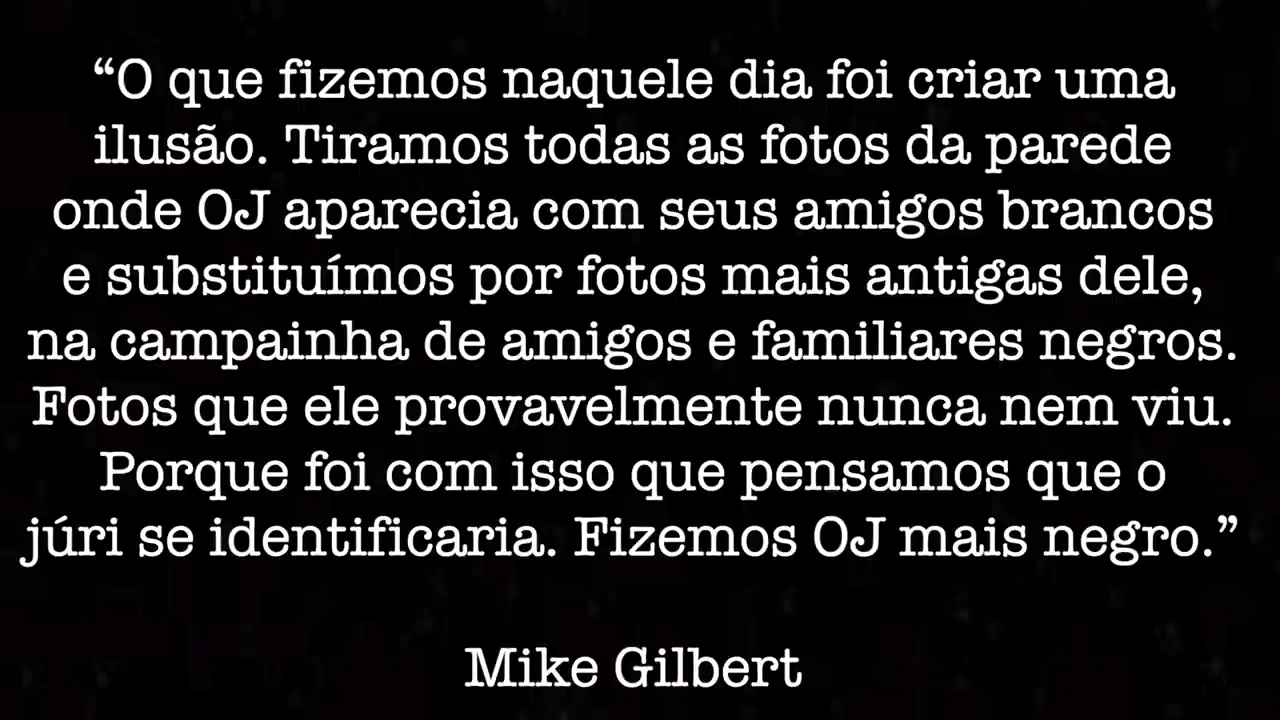 “O que fizemos naquele dia foi criar uma
ilusão. Tiramos todas as fotos da parede
onde OJ aparecia com seus amigos brancos
e substituímos por fotos mais antigas dele,
na campainha de amigos e familiares negros.
Fotos que ele provavelmente nunca nem viu.
Porque foi com isso que pensamos que o
júri se identificaria. Fizemos OJ mais negro.”
Mike Gilbert